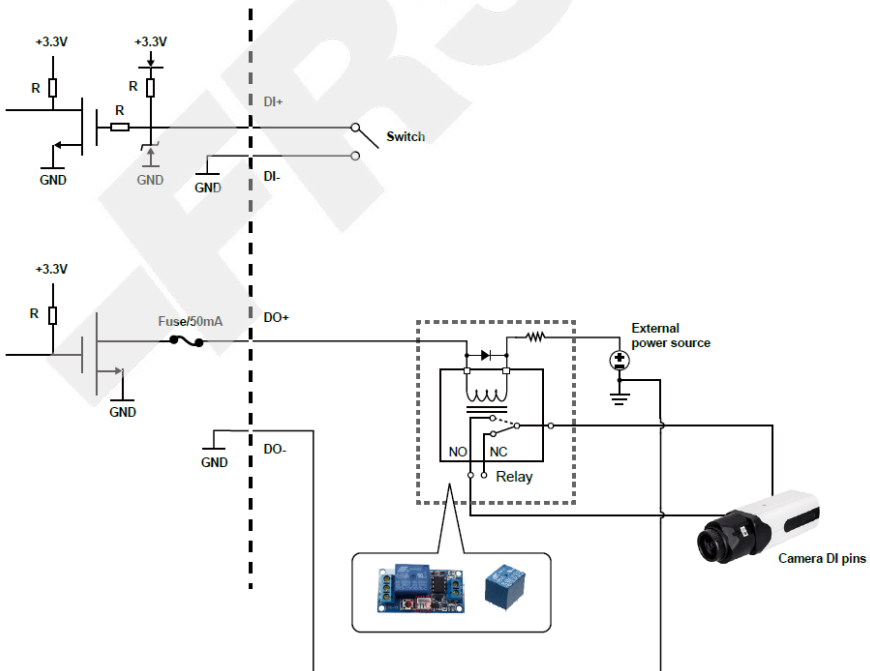 +3.3V
+3.3V
R
R
R
DI+
Switch
GND
GND
GND
DI-
+3.3V
R
Fuse/50mA
DO+
External
power source
GND
GND
DO-
NO
NC
Relay
Camera DI pins